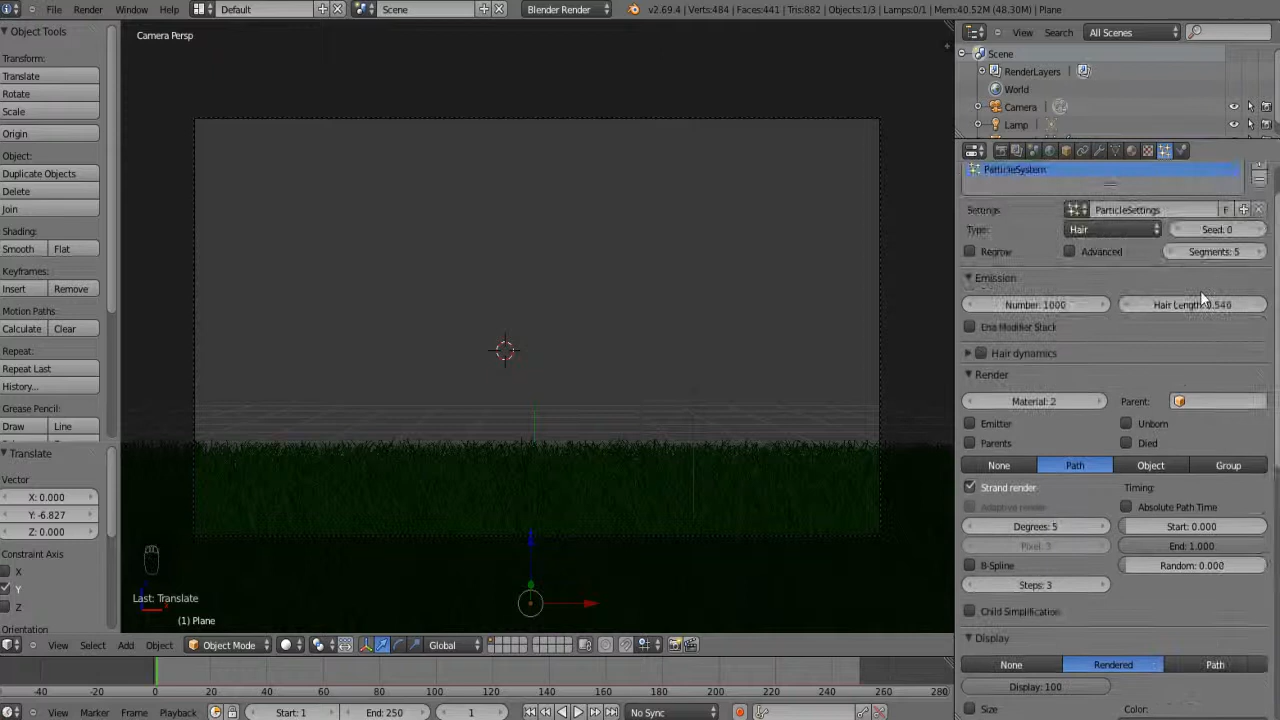 File Render Window Help Default Scene Blender Render v2.69.4 | Verts:484 | Faces:441 | Tris:882 | Objects:1/3 | Lamps:0/1 | Mem:40.52M (48.30M) | Plane
Object Tools
Transform:
Translate
Rotate
Scale
Origin
Object:
Duplicate Objects
Delete
Join
Shading:
Smooth Flat
Keyframes:
Insert Remove
Motion Paths:
Calculate Clear
Repeat:
Repeat Last
History...
Grease Pencil:
Draw Line
Translate
Vector
X: 0.000
Y: -6.827
Z: 0.000
Constraint Axis
X
Y
Z
Orientation
Camera Persp
Last: Translate
(1) Plane
View Search All Scenes
Scene
RenderLayers
World
Camera
Lamp
ParticleSystem
Settings ParticleSettings F
Type: Hair Seed: 0
Regrow Advanced Segments: 5
Emission
Number: 1000 Hair Length: 0.540
Hair dynamics
Render
Material: 2 Parent:
Emitter Unborn
Parents Died
None Path Object Group
Strand render Timing:
Adaptive render Absolute Path Time
Degrees: 5 Start: 0.000
Pixel: 3 End: 1.000
B-Spline Random: 0.000
Steps: 3
Child Simplification
Display
None Rendered Path
Display: 100
Size Color:
View Select Add Object Object Mode Global
-40 -20 0 20 40 60 80 100 120 140 160 180 200 220 240 260 280
View Marker Frame Playback Start: 1 End: 250 1 No Sync